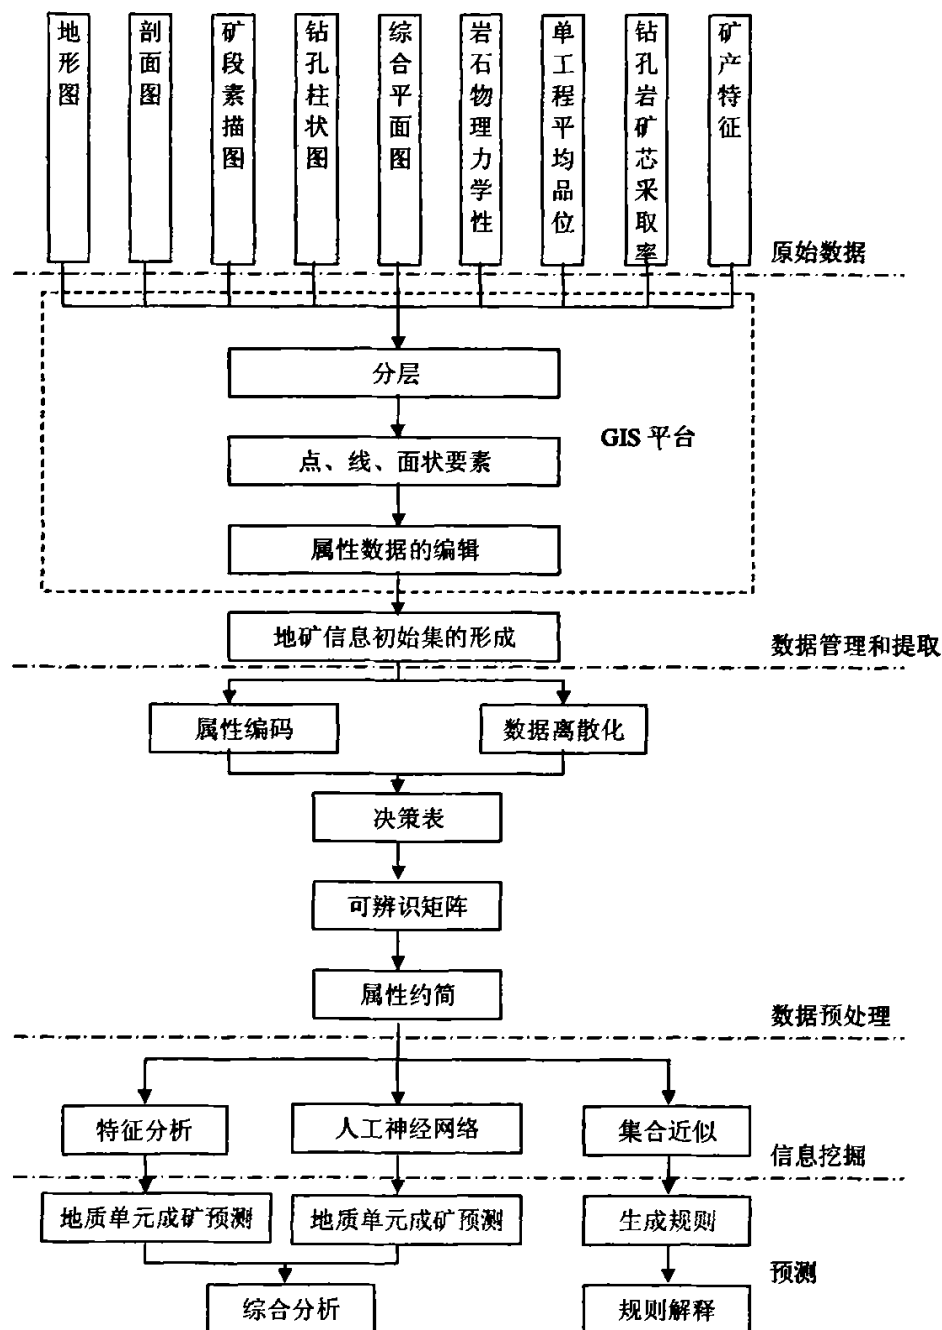 地形图
剖面图
矿段素描图
钻孔柱状图
综合平面图
岩石物理力学性
单工程平均品位
钻孔岩矿芯采取率
矿产特征
原始数据
分层
GIS 平台
点、线、面状要素
属性数据的编辑
地矿信息初始集的形成
数据管理和提取
属性编码
数据离散化
决策表
可辨识矩阵
属性约简
数据预处理
特征分析
人工神经网络
集合近似
信息挖掘
地质单元成矿预测
地质单元成矿预测
生成规则
预测
综合分析
规则解释